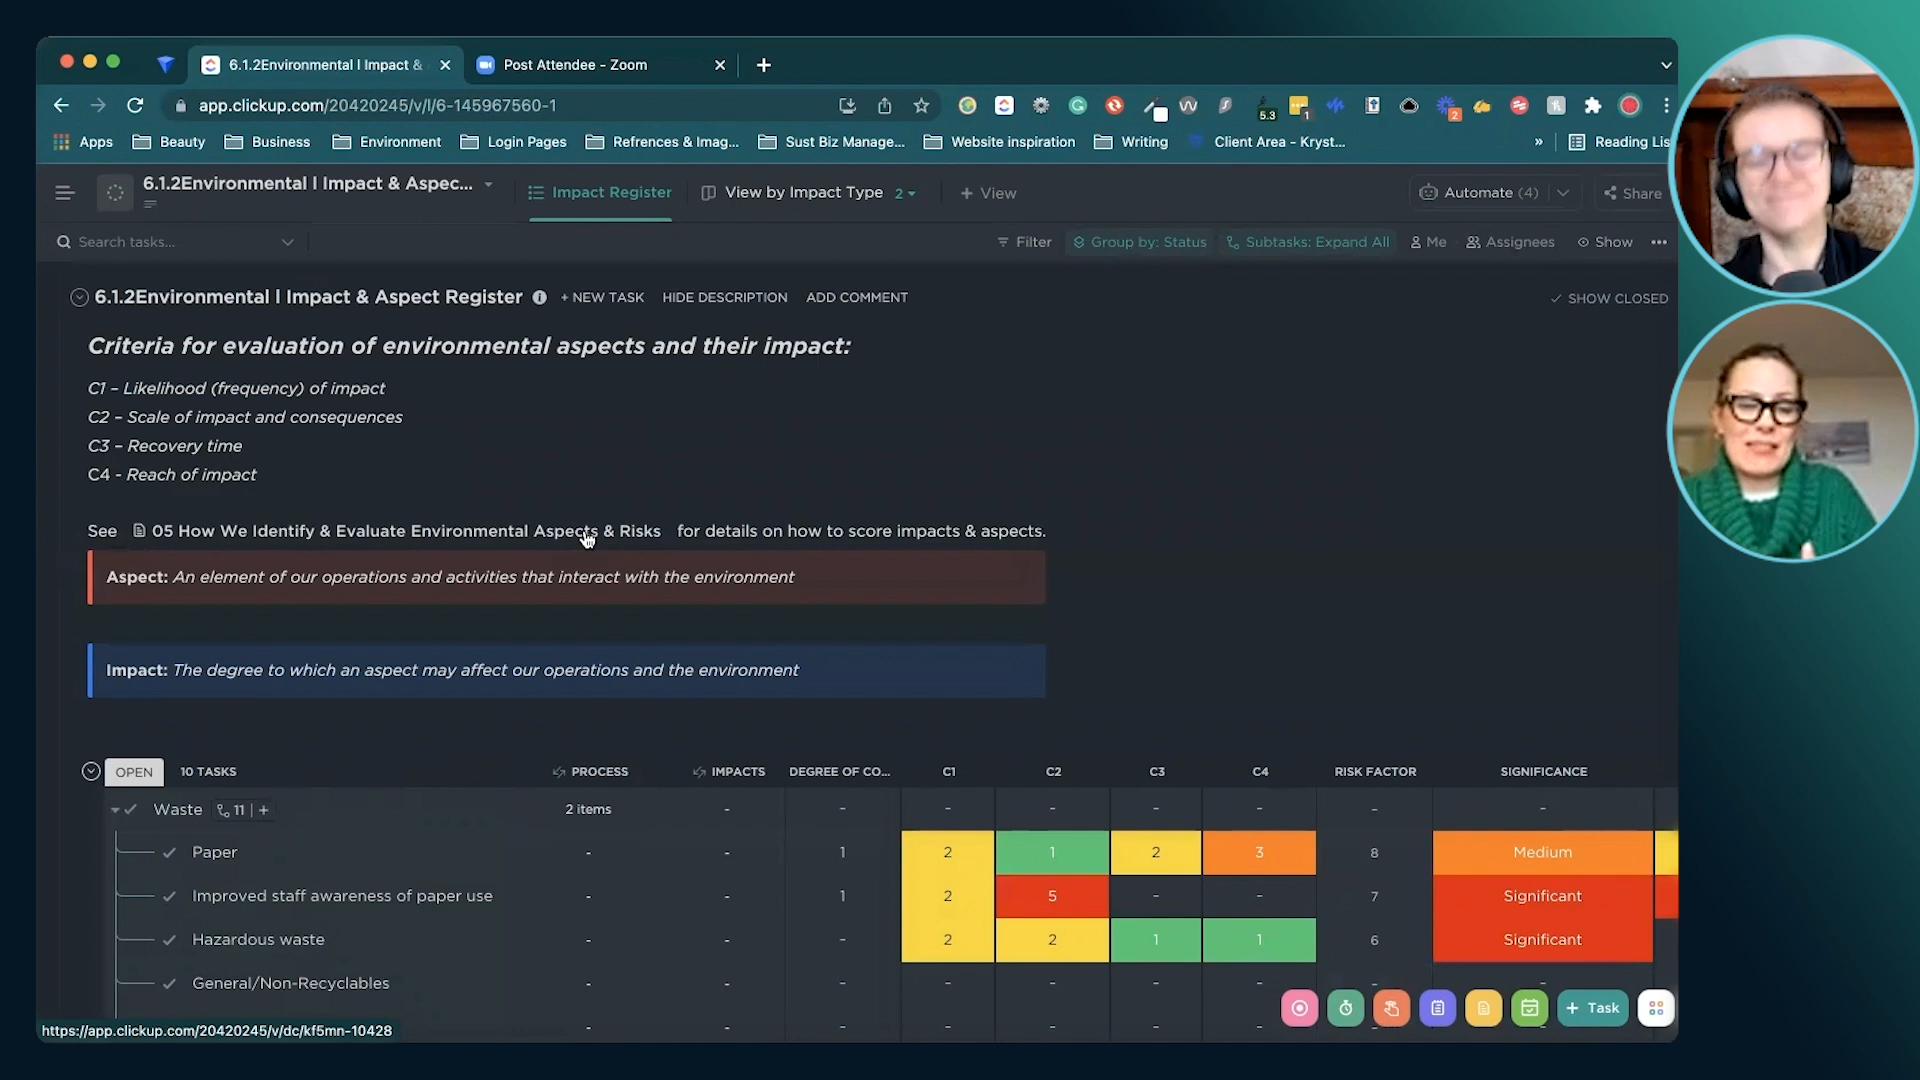 6.1.2Environmental l Impact &
Post Attendee - Zoom
app.clickup.com/20420245/v/l/6-145967560-1
5.3
1
2
Apps
Beauty
Business
Environment
Login Pages
Refrences & Imag...
Sust Biz Manage...
Website inspiration
Writing
Client Area - Kryst...
»
Reading Lis
6.1.2Environmental l Impact & Aspec...
Impact Register
View by Impact Type 2
+ View
Automate (4)
Share
Search tasks...
Filter
Group by: Status
Subtasks: Expand All
Me
Assignees
Show
6.1.2Environmental l Impact & Aspect Register
+ NEW TASK
HIDE DESCRIPTION
ADD COMMENT
SHOW CLOSED
Criteria for evaluation of environmental aspects and their impact:
C1 – Likelihood (frequency) of impact
C2 – Scale of impact and consequences
C3 – Recovery time
C4 - Reach of impact
See 05 How We Identify & Evaluate Environmental Aspects & Risks for details on how to score impacts & aspects.
Aspect: An element of our operations and activities that interact with the environment
Impact: The degree to which an aspect may affect our operations and the environment
OPEN 10 TASKS PROCESS IMPACTS DEGREE OF CO... C1 C2 C3 C4 RISK FACTOR SIGNIFICANCE
Waste 11 + 2 items - - - - - - - -
Paper - - 1 2 1 2 3 8 Medium
Improved staff awareness of paper use - - 1 2 5 - - 7 Significant
Hazardous waste - - - 2 2 1 1 6 Significant
General/Non-Recyclables - - - - - - - - -
+ Task
https://app.clickup.com/20420245/v/dc/kf5mn-10428
- - - - - - - - -